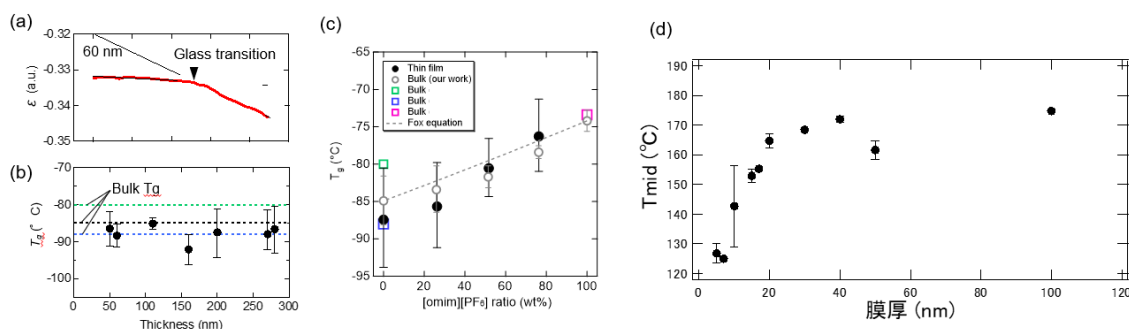 (a)
-0.32
60 nm
Glass transition
-0.33
ε (a.u.)
-0.34
-0.35
(b)
-70
Bulk Tg
-80
Tg(° C)
-90
-100
0 50 100 150 200 250 300
Thickness (nm)
(c)
-65
-70
-75
-80
-85
-90
-95
Tg (°C)
Thin film
Bulk (our work)
Bulk
Bulk
Bulk
Fox equation
0 20 40 60 80 100
[omim][PF6] ratio (wt%)
(d)
190
180
170
160
150
140
130
120
Tmid (°C)
0 20 40 60 80 100 120
膜厚 (nm)